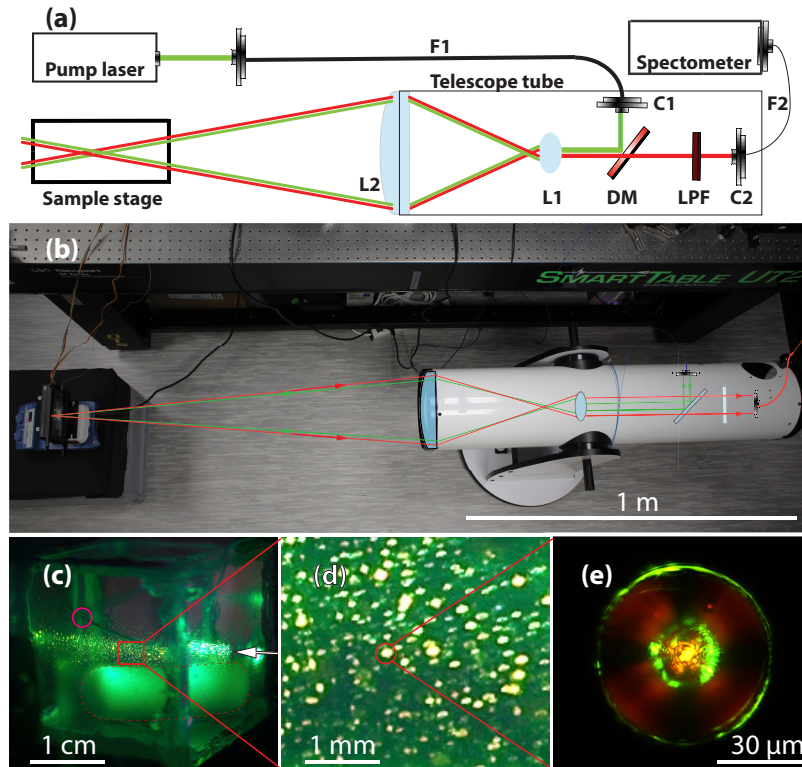 (a)
F1
Pump laser
Spectometer
Telescope tube
C1
F2
L2
L1
DM
LPF
C2
Sample stage
(b)
SMARTTABLE UT2
1 m
(c)
(d)
(e)
1 cm
1 mm
30 μm